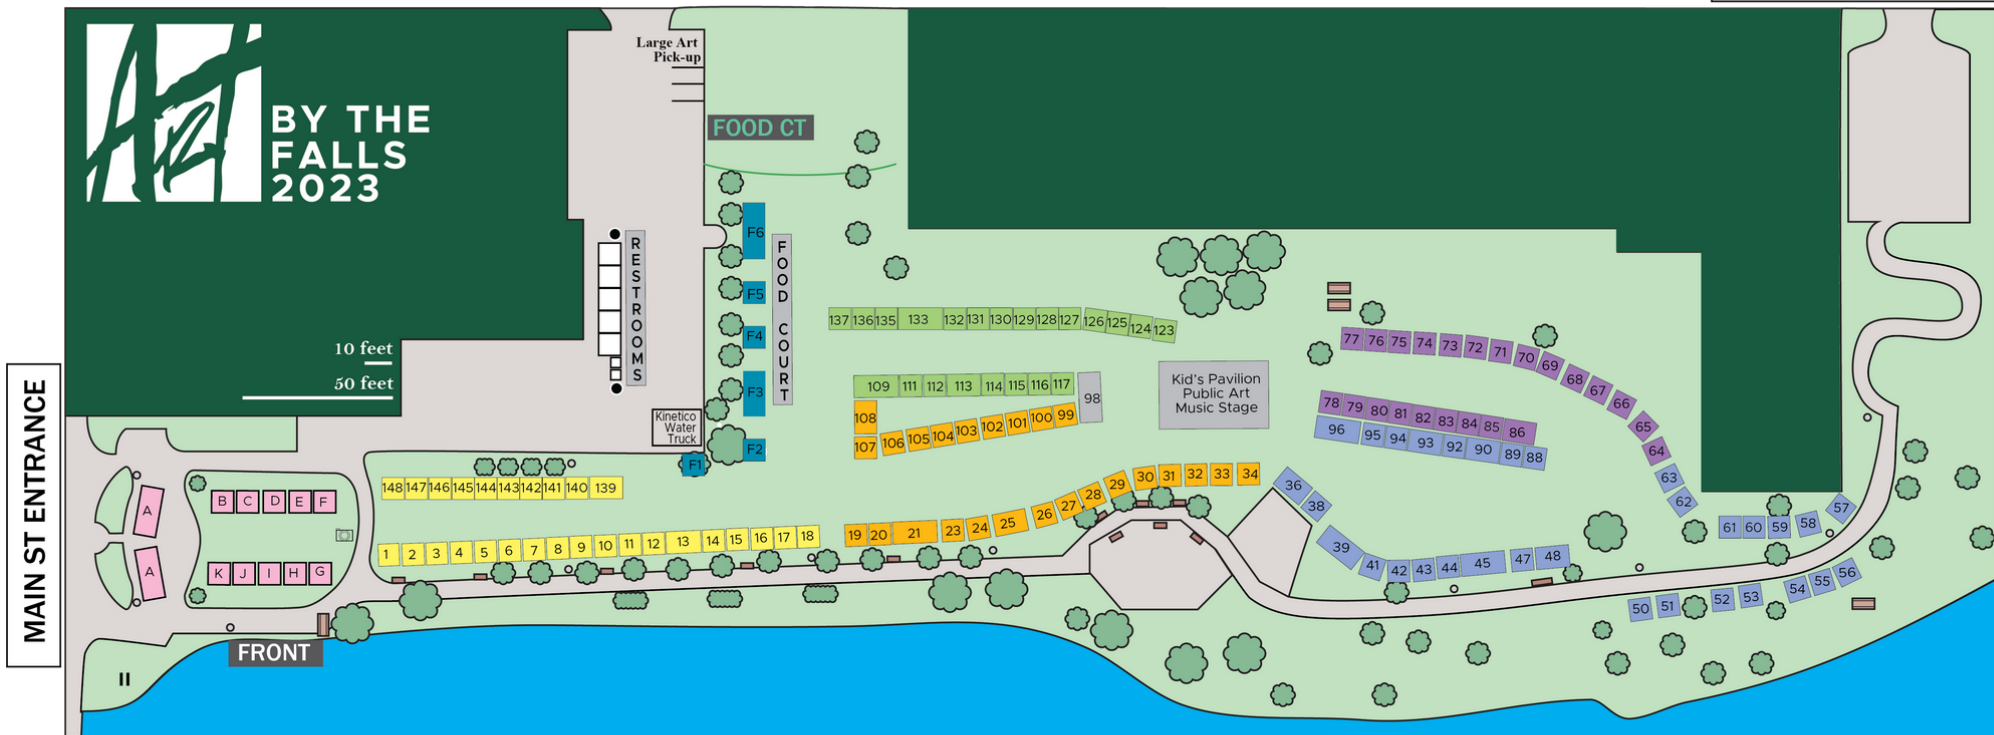 Art
BY THE
FALLS
2023
Large Art
Pick-up
FOOD CT
RESTROOMS
FOOD COURT
F6
F5
F4
F3
F2
F1
10 feet
50 feet
Kinetico
Water
Truck
MAIN ST ENTRANCE
A
A
B C D E F
K J I H G
FRONT
II
137 136 135 133 132 131 130 129 128 127 126 125 124 123
109 111 112 113 114 115 116 117
98
108
107 106 105 104 103 102 101 100 99
Kid's Pavilion
Public Art
Music Stage
148 147 146 145 144 143 142 141 140 139
1 2 3 4 5 6 7 8 9 10 11 12 13 14 15 16 17 18
19 20 21 23 24 25 26 27 28 29 30 31 32 33 34
36 38 39 41 42 43 44 45 47 48
77 76 75 74 73 72 71 70 69 68 67 66 65 64 63 62
78 79 80 81 82 83 84 85 86
96 95 94 93 92 90 89 88
61 60 59 58 57
50 51 52 53 54 55 56